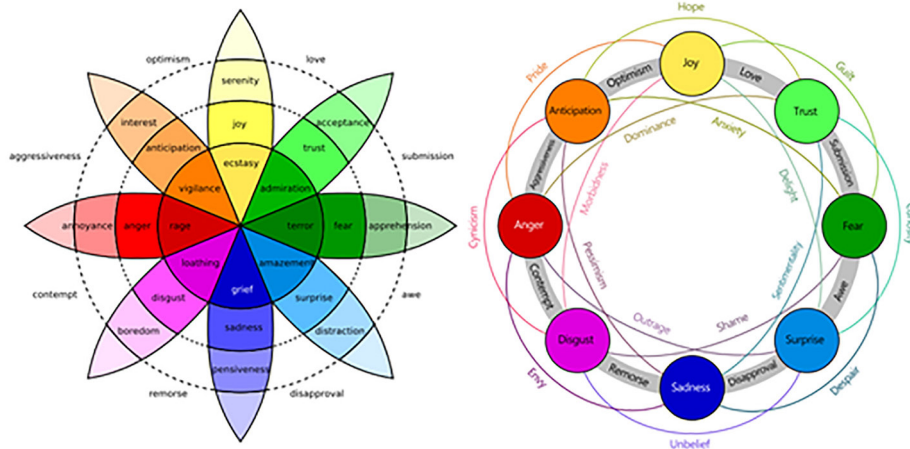 optimism
love
serenity
interest
acceptance
joy
anticipation
trust
aggressiveness
submission
ecstasy
vigilance
admiration
annoyance
anger
rage
terror
fear
apprehension
loathing
amazement
grief
contempt
awe
disgust
surprise
boredom
sadness
distraction
pensiveness
remorse
disapproval
Hope
Pride
Optimism
Joy
Love
Guilt
Anticipation
Trust
Dominance
Anxiety
Aggressiveness
Submission
Morbidness
Delight
Cynicism
Anger
Fear
Pessimism
Sentimentality
Contempt
Awe
Outrage
Shame
Disgust
Surprise
Envy
Remorse
Sadness
Disapproval
Despair
Unbelief